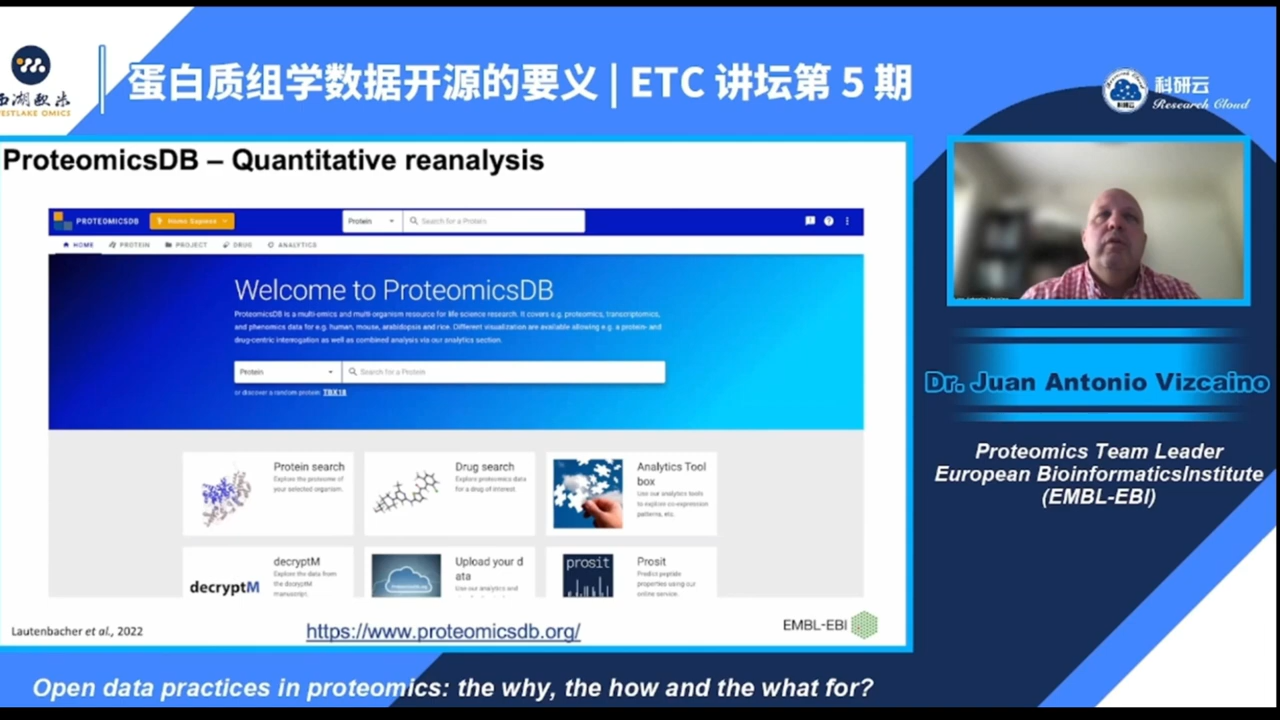 西湖欧米
WESTLAKE OMICS
蛋白质组学数据开源的要义 | ETC 讲坛第 5 期
科研云
Research Cloud
ProteomicsDB – Quantitative reanalysis
PROTEOMICSDB
Homo Sapiens
Protein
Search for a Protein
HOME
PROTEIN
PROJECT
DRUG
ANALYTICS
Welcome to ProteomicsDB
ProteomicsDB is a multi-omics and multi-organism resource for life science research. It covers e.g. proteomics, transcriptomics,
and phenomics data for e.g. human, mouse, arabidopsis and rice. Different visualization are available allowing e.g. a protein- and
drug-centric interrogation as well as combined analysis via our analytics section.
Protein
Search for a Protein
or discover a random protein:
Protein search
Explore the proteome of
your selected organism.
Drug search
Explore proteomics data
for a drug of interest.
Analytics Tool
box
Use our analytics tools
to explore co-expression
patterns, etc.
decryptM
decryptM
Explore the data from
the decryptM
manuscript.
Upload your d
ata
Use our analytics and
prosit
Prosit
Predict peptide
properties using our
online service.
Lautenbacher et al., 2022
https://www.proteomicsdb.org/
EMBL-EBI
Dr. Juan Antonio Vizcaino
Proteomics Team Leader
European BioinformaticsInstitute
(EMBL-EBI)
Open data practices in proteomics: the why, the how and the what for?